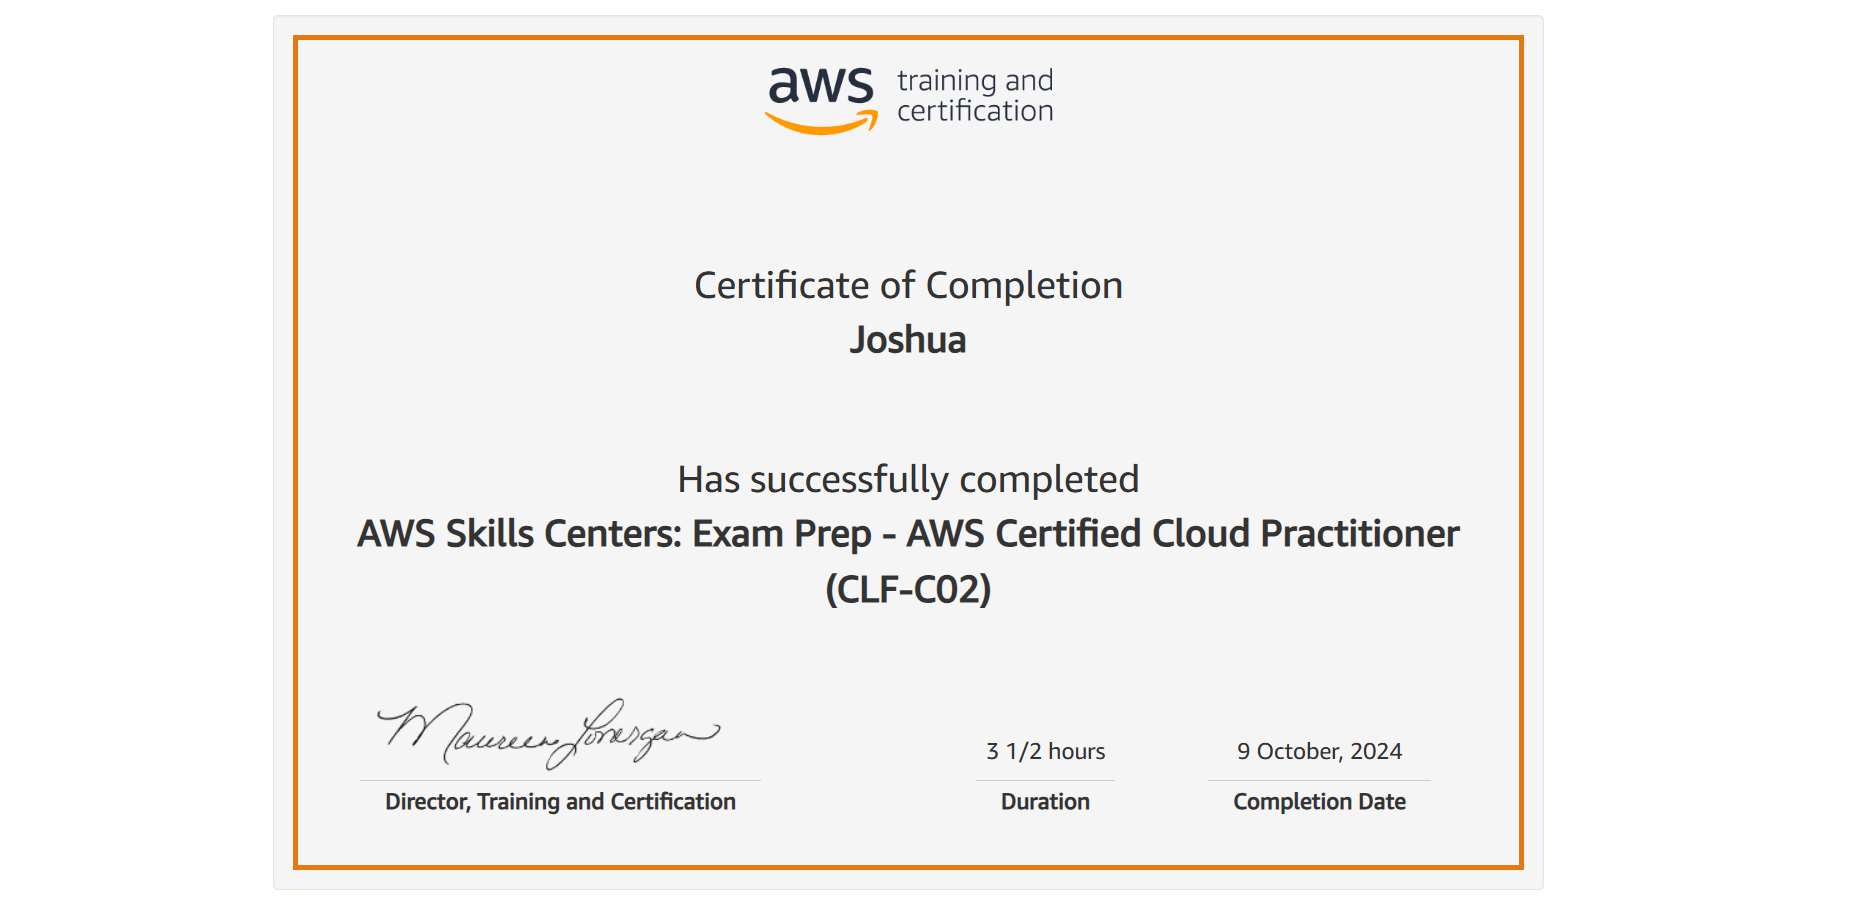 aws training and
certification
Certificate of Completion
Joshua
Has successfully completed
AWS Skills Centers: Exam Prep - AWS Certified Cloud Practitioner
(CLF-C02)
Maureen Lonergan
3 1/2 hours
9 October, 2024
Director, Training and Certification
Duration
Completion Date